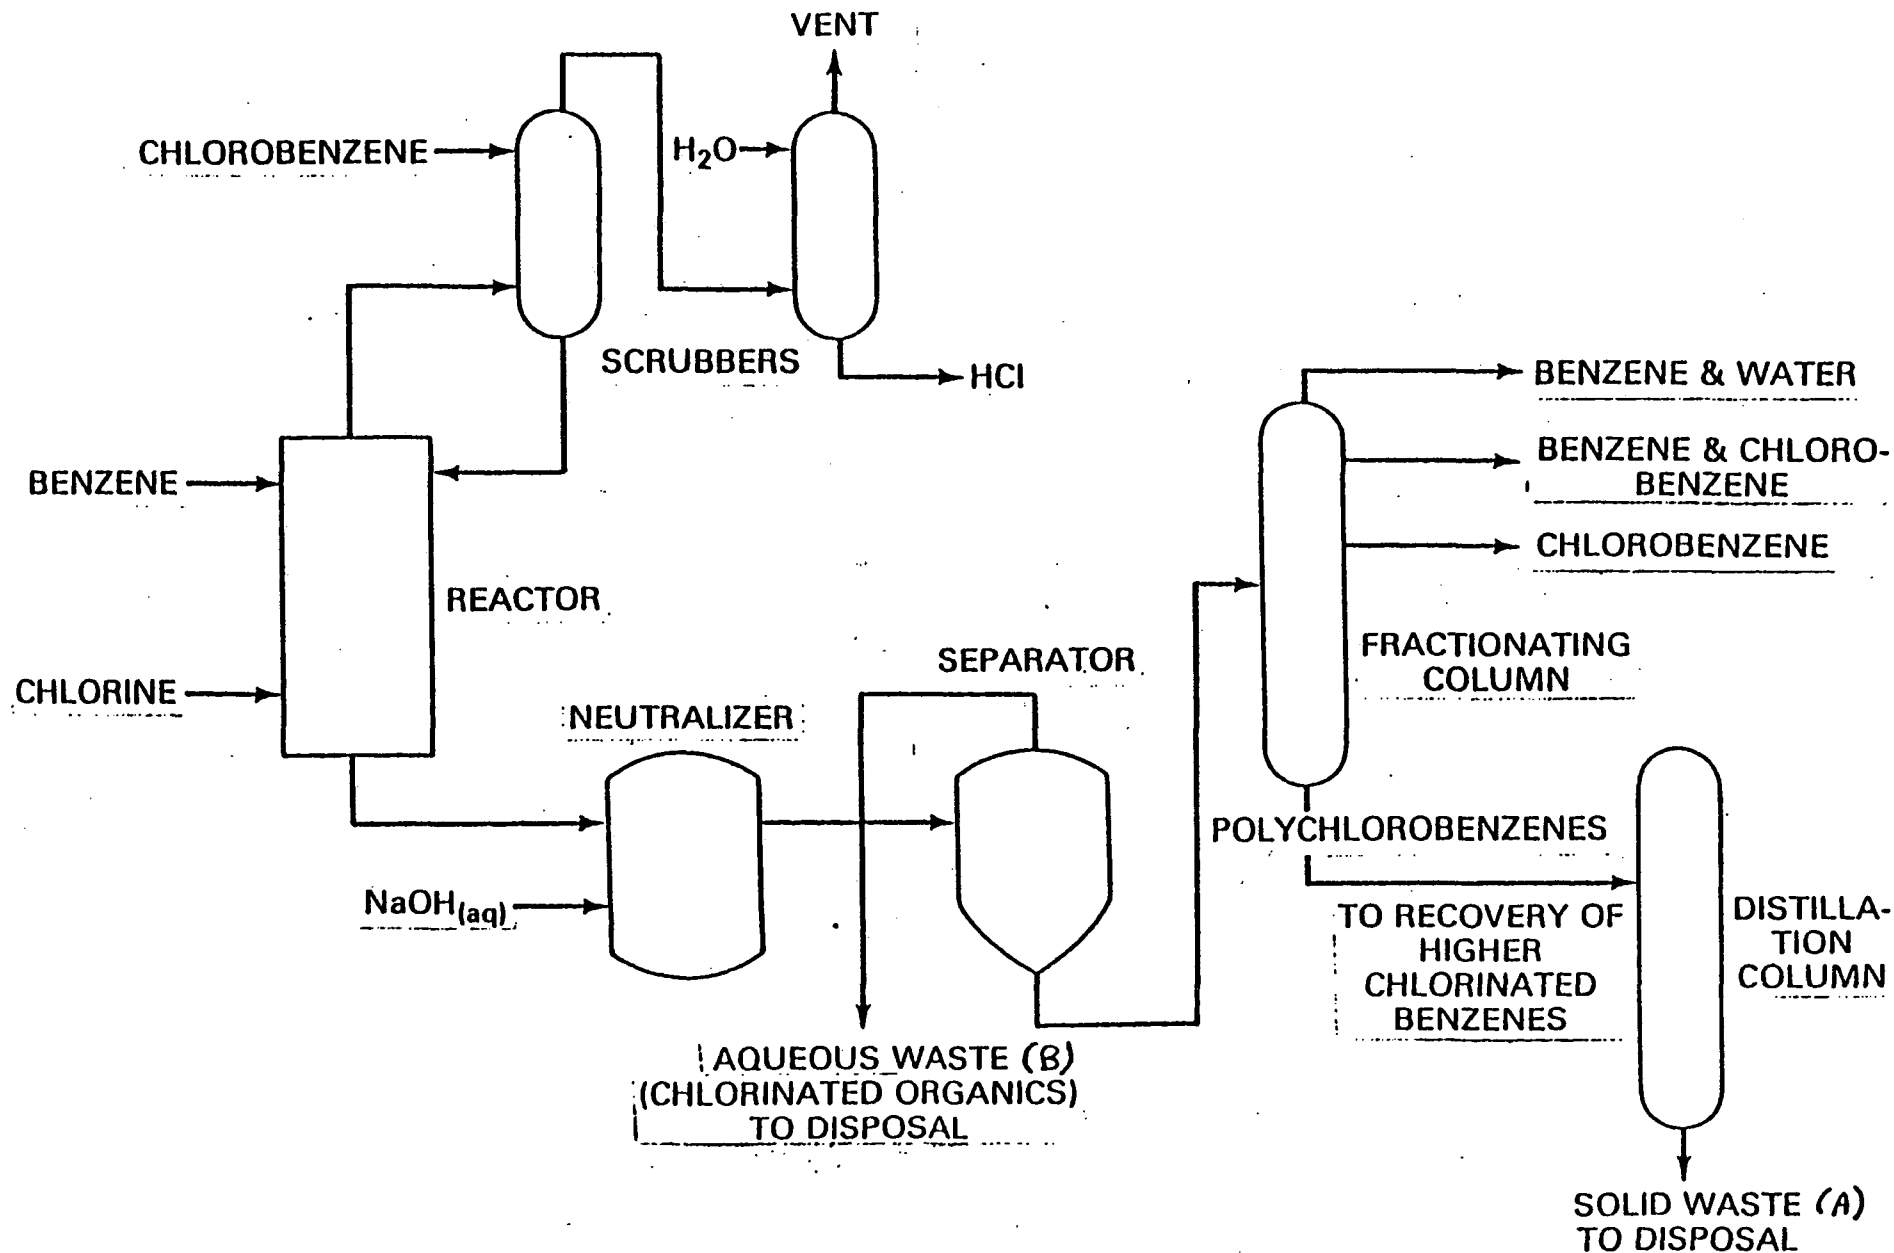 VENT
CHLOROBENZENE
H₂O
SCRUBBERS
HCl
BENZENE & WATER
BENZENE & CHLORO-
BENZENE
CHLOROBENZENE
BENZENE
REACTOR
CHLORINE
FRACTIONATING
COLUMN
SEPARATOR
NEUTRALIZER
POLYCHLOROBENZENES
NaOH(aq)
TO RECOVERY OF
HIGHER
CHLORINATED
BENZENES
DISTILLA-
TION
COLUMN
AQUEOUS WASTE (B)
(CHLORINATED ORGANICS)
TO DISPOSAL
SOLID WASTE (A)
TO DISPOSAL